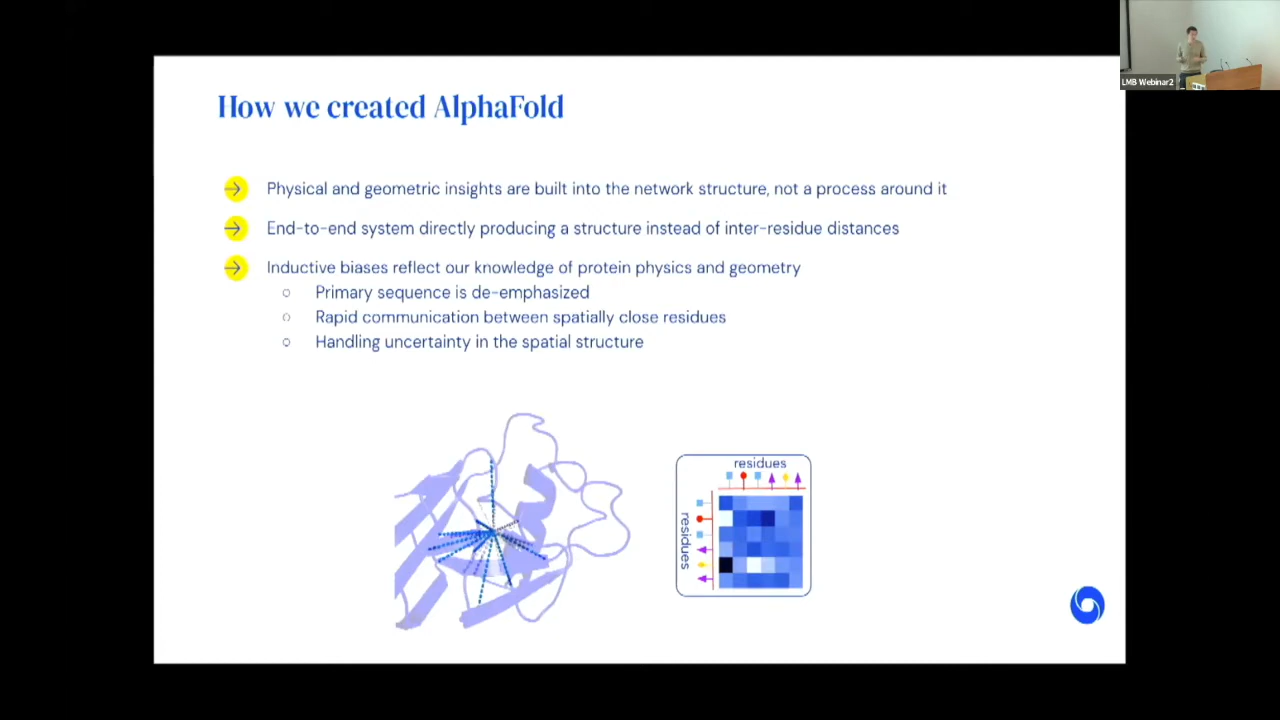 LMB Webinar2
How we created AlphaFold
Physical and geometric insights are built into the network structure, not a process around it
End-to-end system directly producing a structure instead of inter-residue distances
Inductive biases reflect our knowledge of protein physics and geometry
Primary sequence is de-emphasized
Rapid communication between spatially close residues
Handling uncertainty in the spatial structure
residues
residues